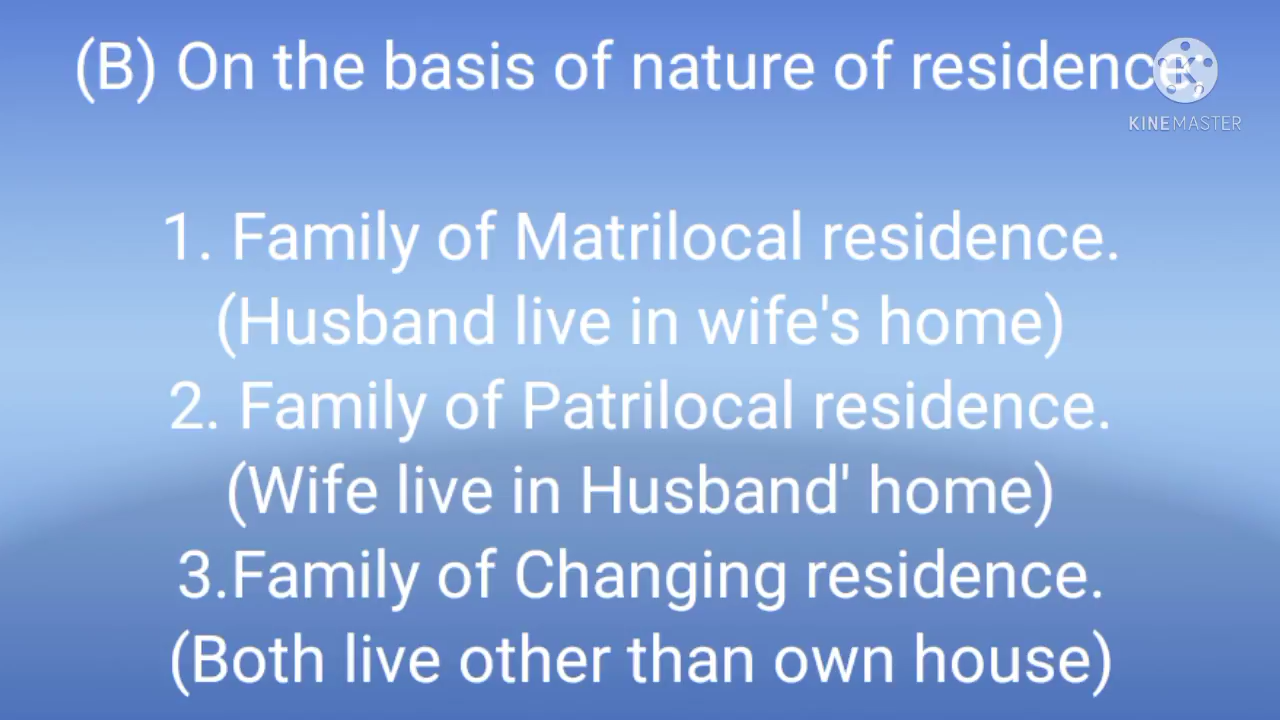 (B) On the basis of nature of residence,
KINEMASTER
1. Family of Matrilocal residence.
(Husband live in wife's home)
2. Family of Patrilocal residence.
(Wife live in Husband' home)
3.Family of Changing residence.
(Both live other than own house)